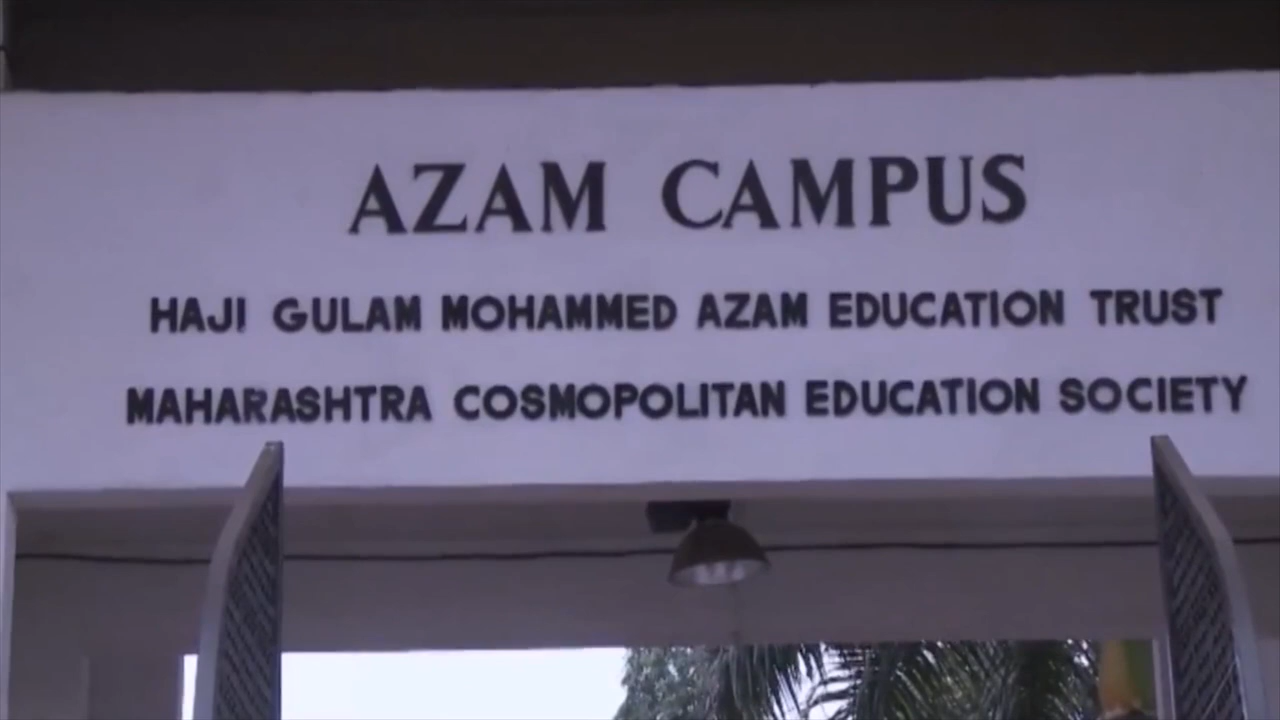 AZAM CAMPUS
HAJI GULAM MOHAMMED AZAM EDUCATION TRUST
MAHARASHTRA COSMOPOLITAN EDUCATION SOCIETY